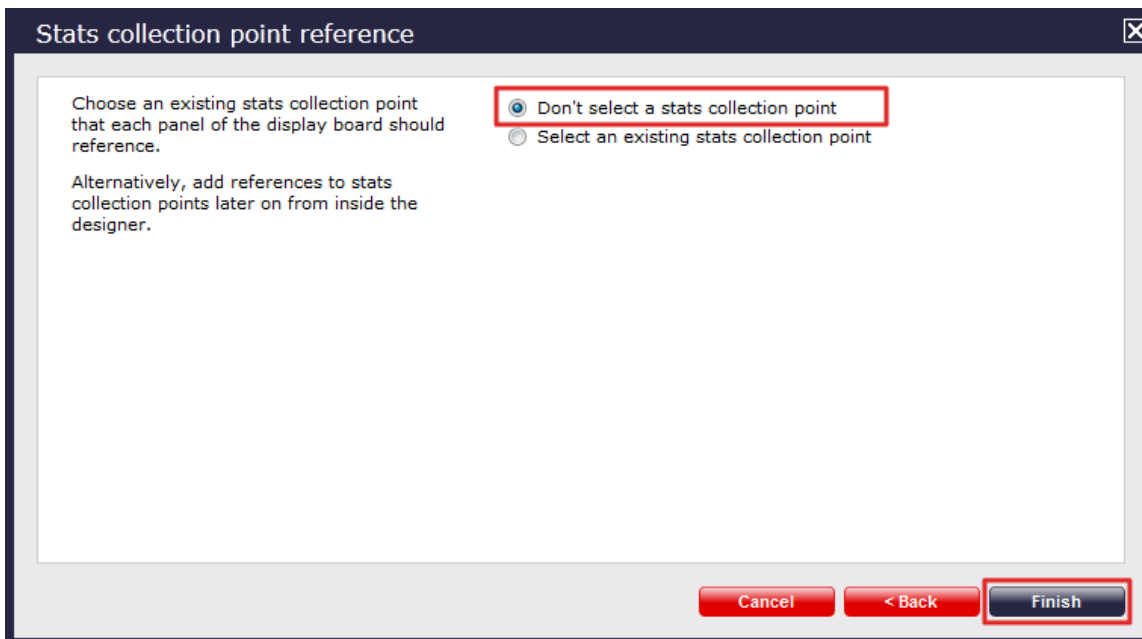 Stats collection point reference
Choose an existing stats collection point
that each panel of the display board should
reference.
Alternatively, add references to stats
collection points later on from inside the
designer.
Don't select a stats collection point
Select an existing stats collection point
Cancel
< Back
Finish